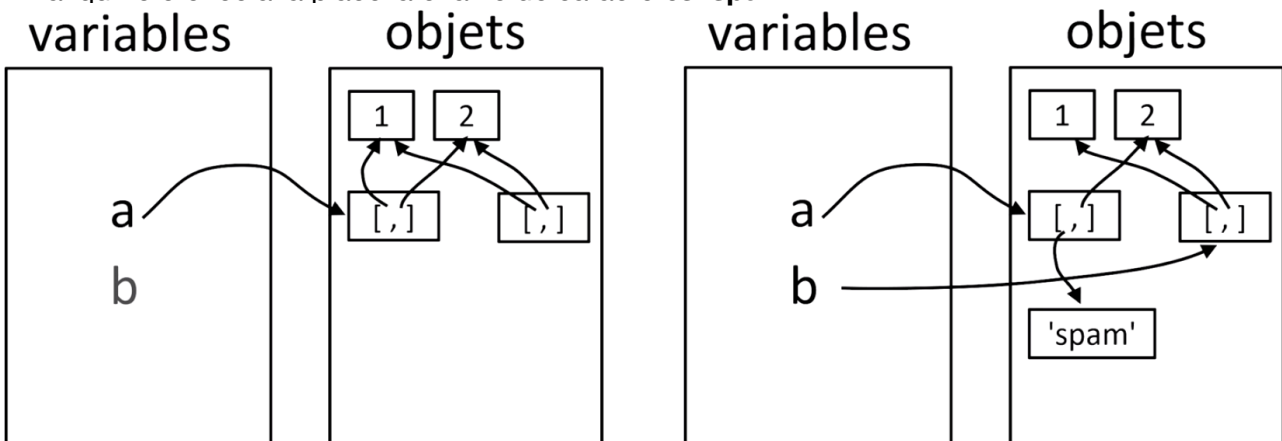 variables objets variables objets
1 2 1 2
a [ , ] [ , ] a [ , ] [ , ]
b b
'spam'